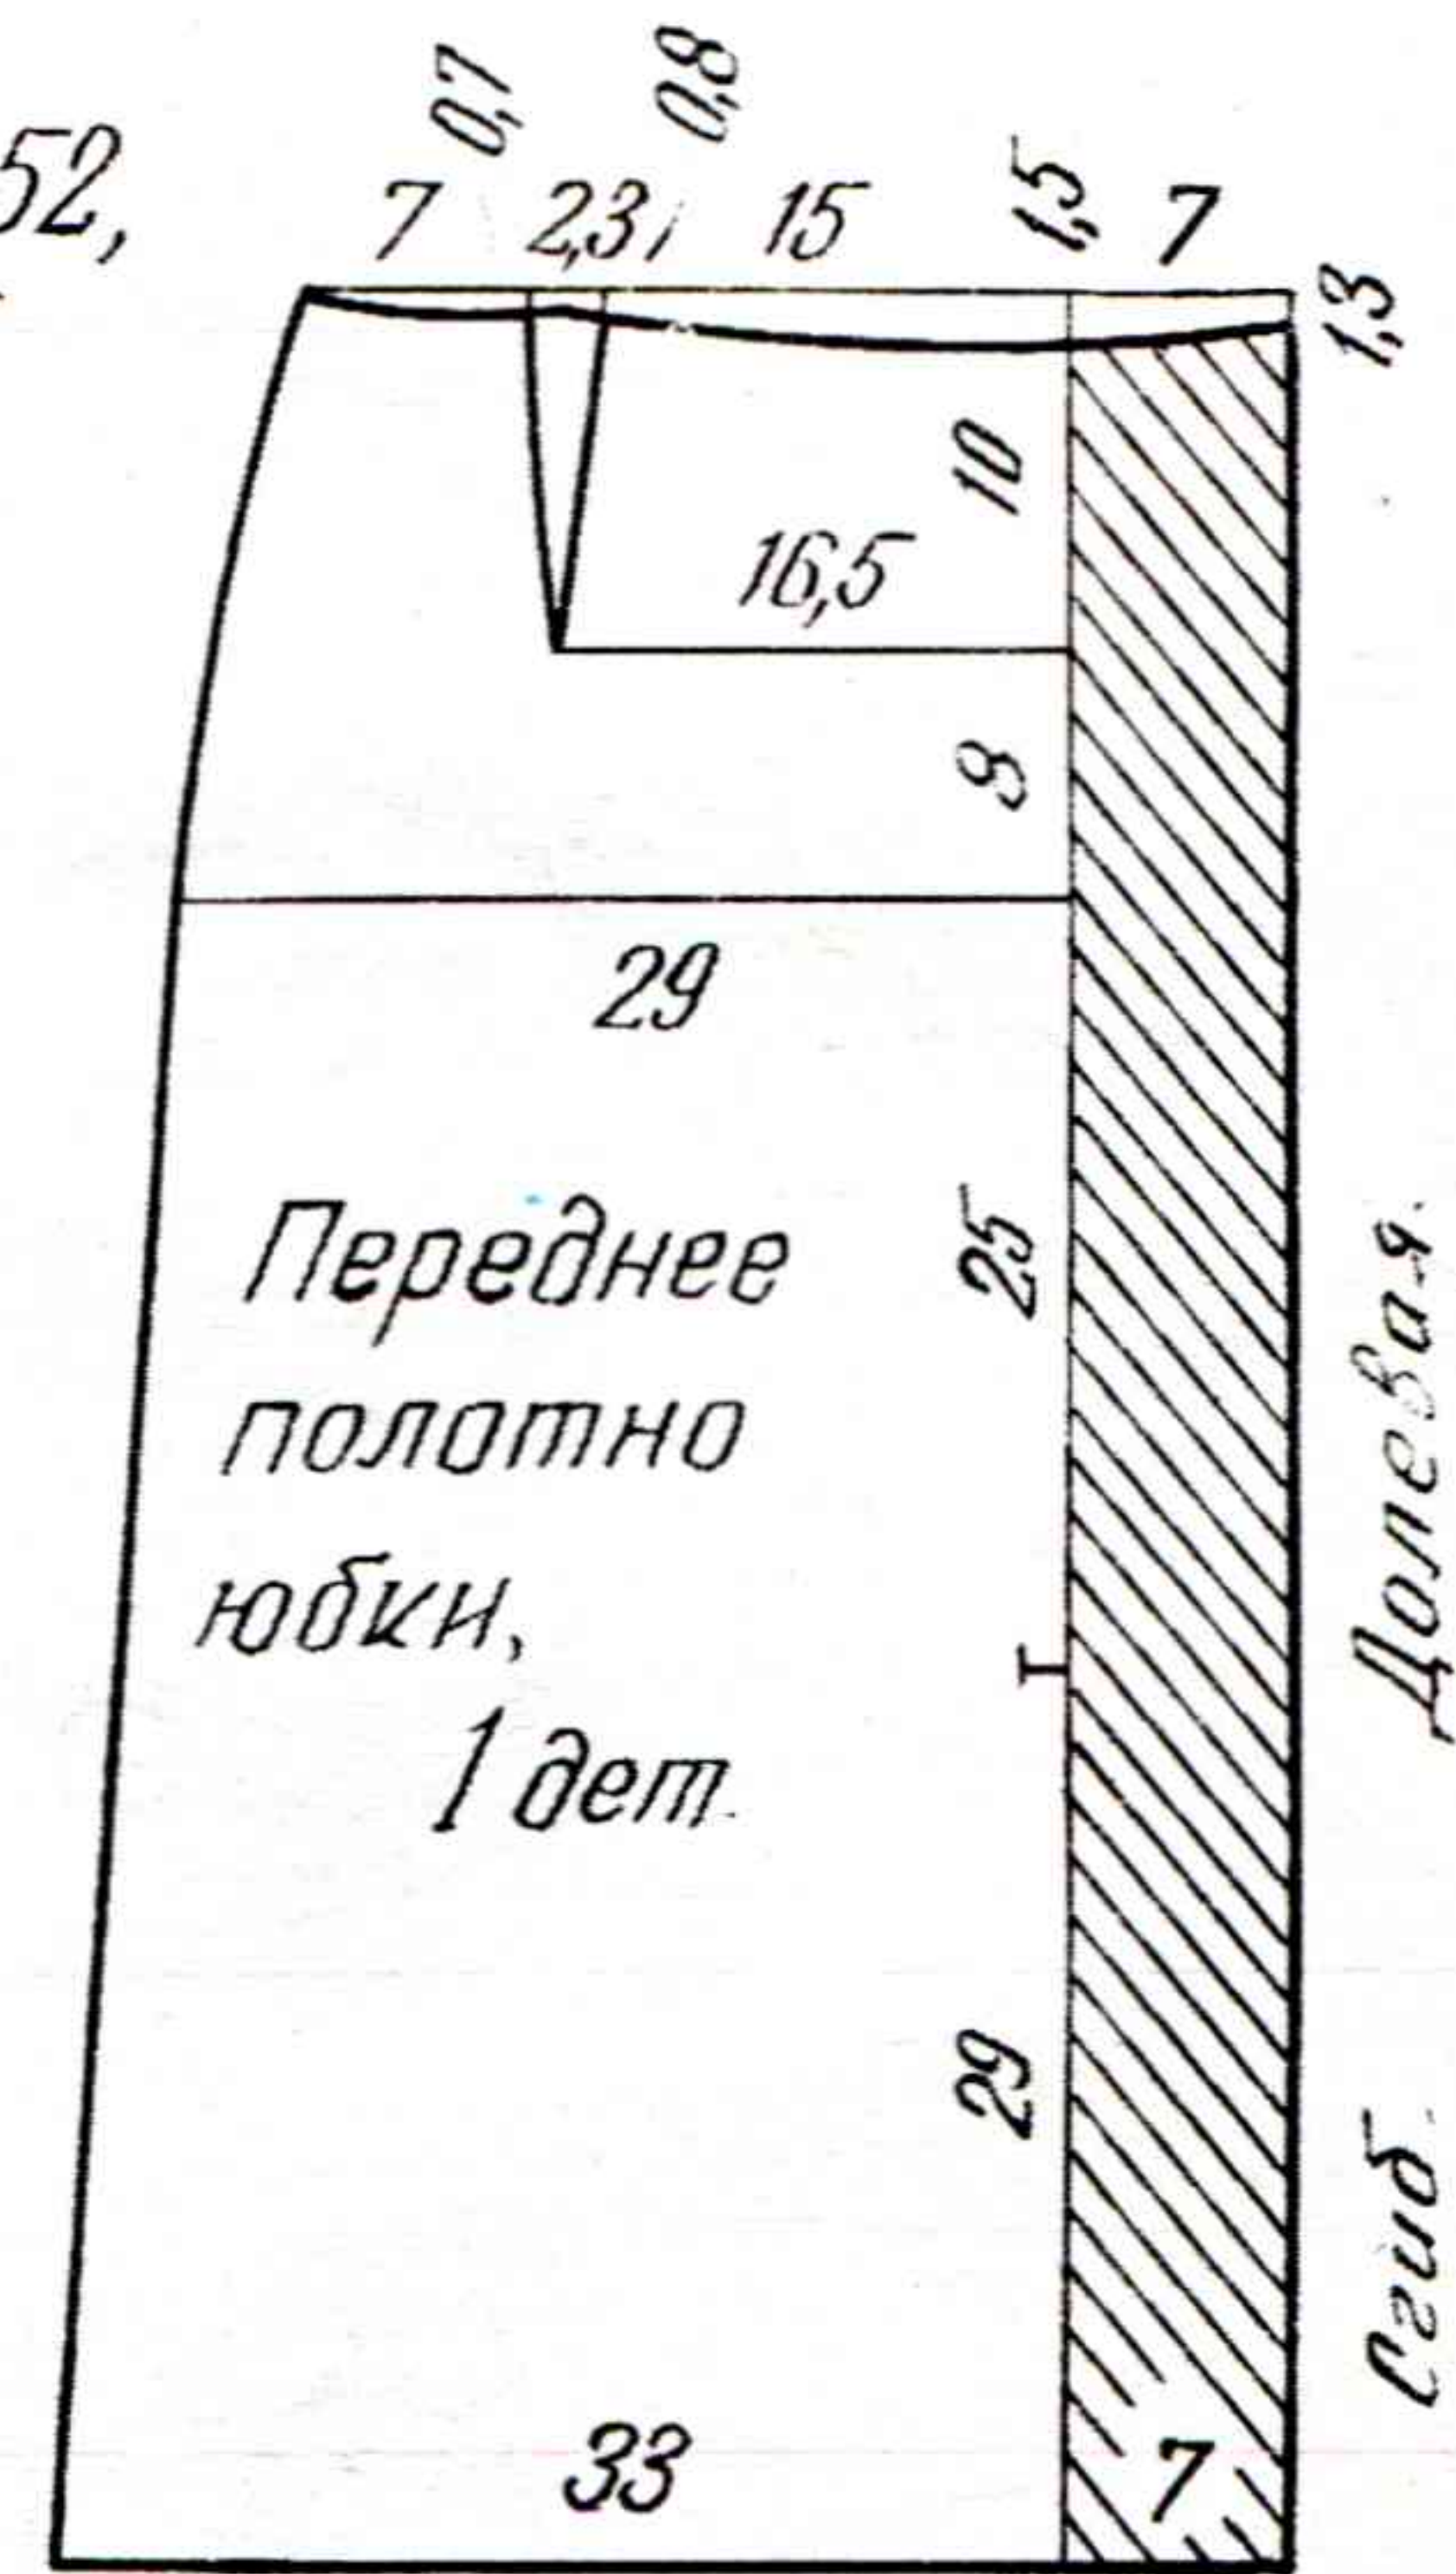 0,7 0,8
52,
7 2,3 15 1,5 7
1,3
10
16,5
8
29
Переднее
полотно
юбки,
1 дет.
25
29
33
7
Долевая.
Сгиб.